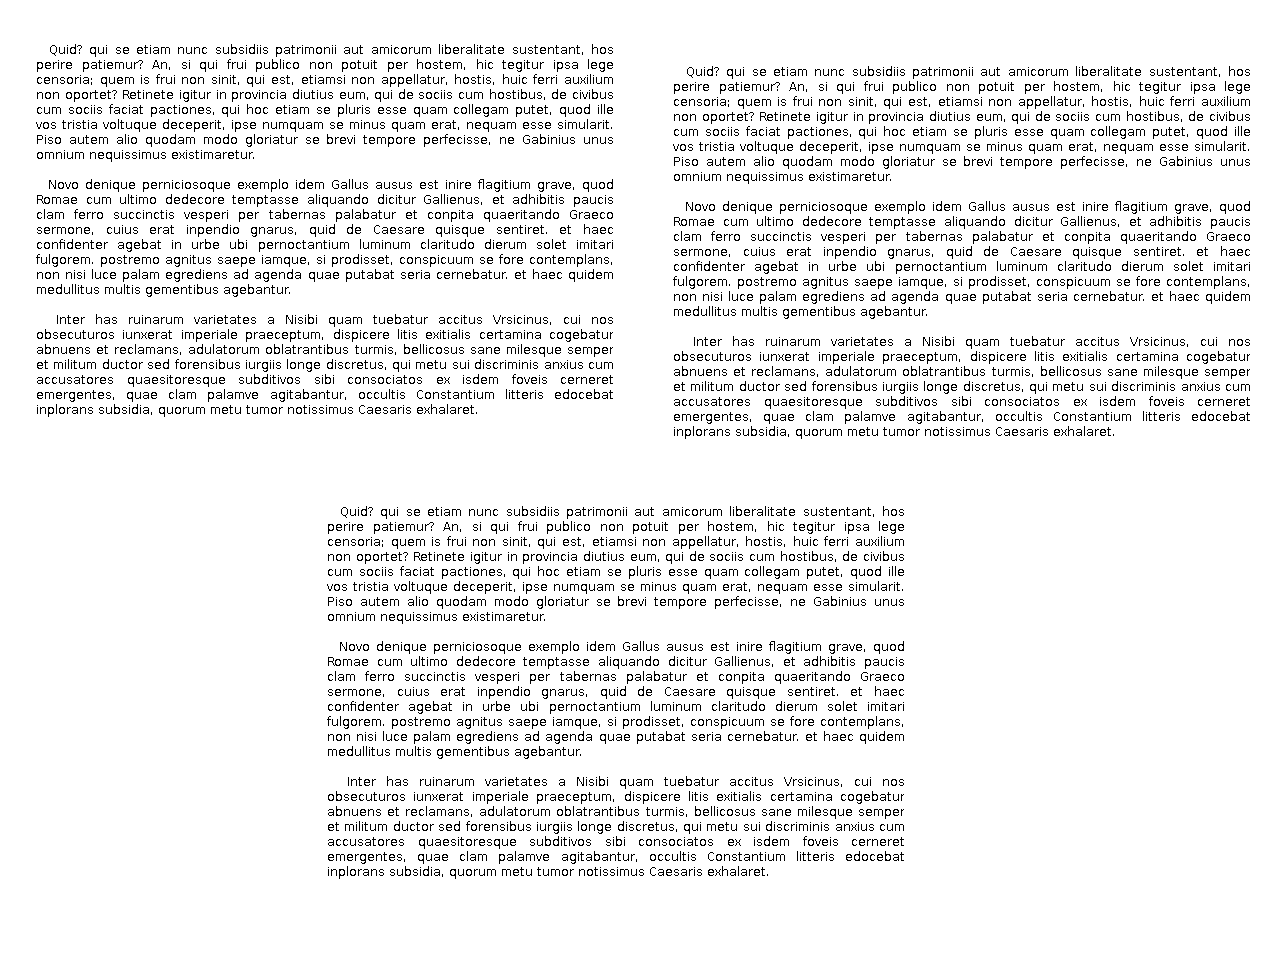 Quid? qui se etiam nunc subsidiis patrimonii aut amicorum liberalitate sustentant, hos
perire patiemur? An, si qui frui publico non potuit per hostem, hic tegitur ipsa lege
censoria; quem is frui non sinit, qui est, etiamsi non appellatur, hostis, huic ferri auxilium
non oportet? Retinete igitur in provincia diutius eum, qui de sociis cum hostibus, de civibus
cum sociis faciat pactiones, qui hoc etiam se pluris esse quam collegam putet, quod ille
vos tristia voltuque deceperit, ipse numquam se minus quam erat, nequam esse simularit.
Piso autem alio quodam modo gloriatur se brevi tempore perfecisse, ne Gabinius unus
omnium nequissimus existimaretur.

Novo denique perniciosoque exemplo idem Gallus ausus est inire flagitium grave, quod
Romae cum ultimo dedecore temptasse aliquando dicitur Gallienus, et adhibitis paucis
clam ferro succinctis vesperi per tabernas palabatur et conpita quaeritando Graeco
sermone, cuius erat inpendio gnarus, quid de Caesare quisque sentiret. et haec
confidenter agebat in urbe ubi pernoctantium luminum claritudo dierum solet imitari
fulgorem. postremo agnitus saepe iamque, si prodisset, conspicuum se fore contemplans,
non nisi luce palam egrediens ad agenda quae putabat seria cernebatur. et haec quidem
medullitus multis gementibus agebantur.

Inter has ruinarum varietates a Nisibi quam tuebatur accitus Vrsicinus, cui nos
obsecuturos iunxerat imperiale praeceptum, dispicere litis exitialis certamina cogebatur
abnuens et reclamans, adulatorum oblatrantibus turmis, bellicosus sane milesque semper
et militum ductor sed forensibus iurgiis longe discretus, qui metu sui discriminis anxius cum
accusatores quaesitoresque subditivos sibi consociatos ex isdem foveis cerneret
emergentes, quae clam palamve agitabantur, occultis Constantium litteris edocebat
inplorans subsidia, quorum metu tumor notissimus Caesaris exhalaret.

Quid? qui se etiam nunc subsidiis patrimonii aut amicorum liberalitate sustentant, hos
perire patiemur? An, si qui frui publico non potuit per hostem, hic tegitur ipsa lege
censoria; quem is frui non sinit, qui est, etiamsi non appellatur, hostis, huic ferri auxilium
non oportet? Retinete igitur in provincia diutius eum, qui de sociis cum hostibus, de civibus
cum sociis faciat pactiones, qui hoc etiam se pluris esse quam collegam putet, quod ille
vos tristia voltuque deceperit, ipse numquam se minus quam erat, nequam esse simularit.
Piso autem alio quodam modo gloriatur se brevi tempore perfecisse, ne Gabinius unus
omnium nequissimus existimaretur.

Novo denique perniciosoque exemplo idem Gallus ausus est inire flagitium grave, quod
Romae cum ultimo dedecore temptasse aliquando dicitur Gallienus, et adhibitis paucis
clam ferro succinctis vesperi per tabernas palabatur et conpita quaeritando Graeco
sermone, cuius erat inpendio gnarus, quid de Caesare quisque sentiret. et haec
confidenter agebat in urbe ubi pernoctantium luminum claritudo dierum solet imitari
fulgorem. postremo agnitus saepe iamque, si prodisset, conspicuum se fore contemplans,
non nisi luce palam egrediens ad agenda quae putabat seria cernebatur. et haec quidem
medullitus multis gementibus agebantur.

Inter has ruinarum varietates a Nisibi quam tuebatur accitus Vrsicinus, cui nos
obsecuturos iunxerat imperiale praeceptum, dispicere litis exitialis certamina cogebatur
abnuens et reclamans, adulatorum oblatrantibus turmis, bellicosus sane milesque semper
et militum ductor sed forensibus iurgiis longe discretus, qui metu sui discriminis anxius cum
accusatores quaesitoresque subditivos sibi consociatos ex isdem foveis cerneret
emergentes, quae clam palamve agitabantur, occultis Constantium litteris edocebat
inplorans subsidia, quorum metu tumor notissimus Caesaris exhalaret.

Quid? qui se etiam nunc subsidiis patrimonii aut amicorum liberalitate sustentant, hos
perire patiemur? An, si qui frui publico non potuit per hostem, hic tegitur ipsa lege
censoria; quem is frui non sinit, qui est, etiamsi non appellatur, hostis, huic ferri auxilium
non oportet? Retinete igitur in provincia diutius eum, qui de sociis cum hostibus, de civibus
cum sociis faciat pactiones, qui hoc etiam se pluris esse quam collegam putet, quod ille
vos tristia voltuque deceperit, ipse numquam se minus quam erat, nequam esse simularit.
Piso autem alio quodam modo gloriatur se brevi tempore perfecisse, ne Gabinius unus
omnium nequissimus existimaretur.

Novo denique perniciosoque exemplo idem Gallus ausus est inire flagitium grave, quod
Romae cum ultimo dedecore temptasse aliquando dicitur Gallienus, et adhibitis paucis
clam ferro succinctis vesperi per tabernas palabatur et conpita quaeritando Graeco
sermone, cuius erat inpendio gnarus, quid de Caesare quisque sentiret. et haec
confidenter agebat in urbe ubi pernoctantium luminum claritudo dierum solet imitari
fulgorem. postremo agnitus saepe iamque, si prodisset, conspicuum se fore contemplans,
non nisi luce palam egrediens ad agenda quae putabat seria cernebatur. et haec quidem
medullitus multis gementibus agebantur.

Inter has ruinarum varietates a Nisibi quam tuebatur accitus Vrsicinus, cui nos
obsecuturos iunxerat imperiale praeceptum, dispicere litis exitialis certamina cogebatur
abnuens et reclamans, adulatorum oblatrantibus turmis, bellicosus sane milesque semper
et militum ductor sed forensibus iurgiis longe discretus, qui metu sui discriminis anxius cum
accusatores quaesitoresque subditivos sibi consociatos ex isdem foveis cerneret
emergentes, quae clam palamve agitabantur, occultis Constantium litteris edocebat
inplorans subsidia, quorum metu tumor notissimus Caesaris exhalaret.